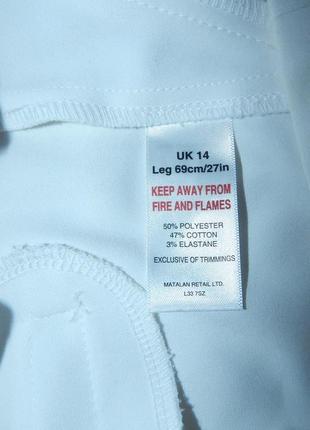 UK 14
Leg 69cm/27in
KEEP AWAY FROM
FIRE AND FLAMES
50% POLYESTER
47% COTTON
3% ELASTANE
EXCLUSIVE OF TRIMMINGS
MATALAN RETAIL LTD.
L33 7SZ